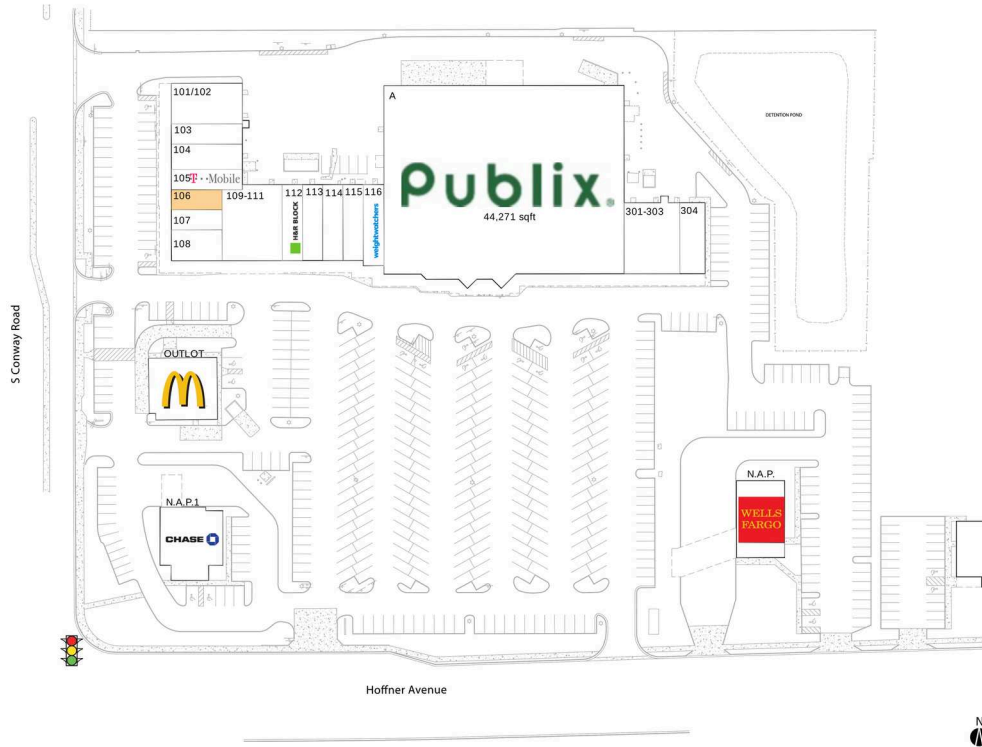 A
101/102
DETENTION POND
103
104
105
T··Mobile
Publix®
106
109-111
112
113
114
115
116
301-303
304
107
44,271 sqft
H&R BLOCK
weightwatchers
108
S Conway Road
OUTLOT
N.A.P.
N.A.P.1
WELLS
FARGO
CHASE
Hoffner Avenue
N